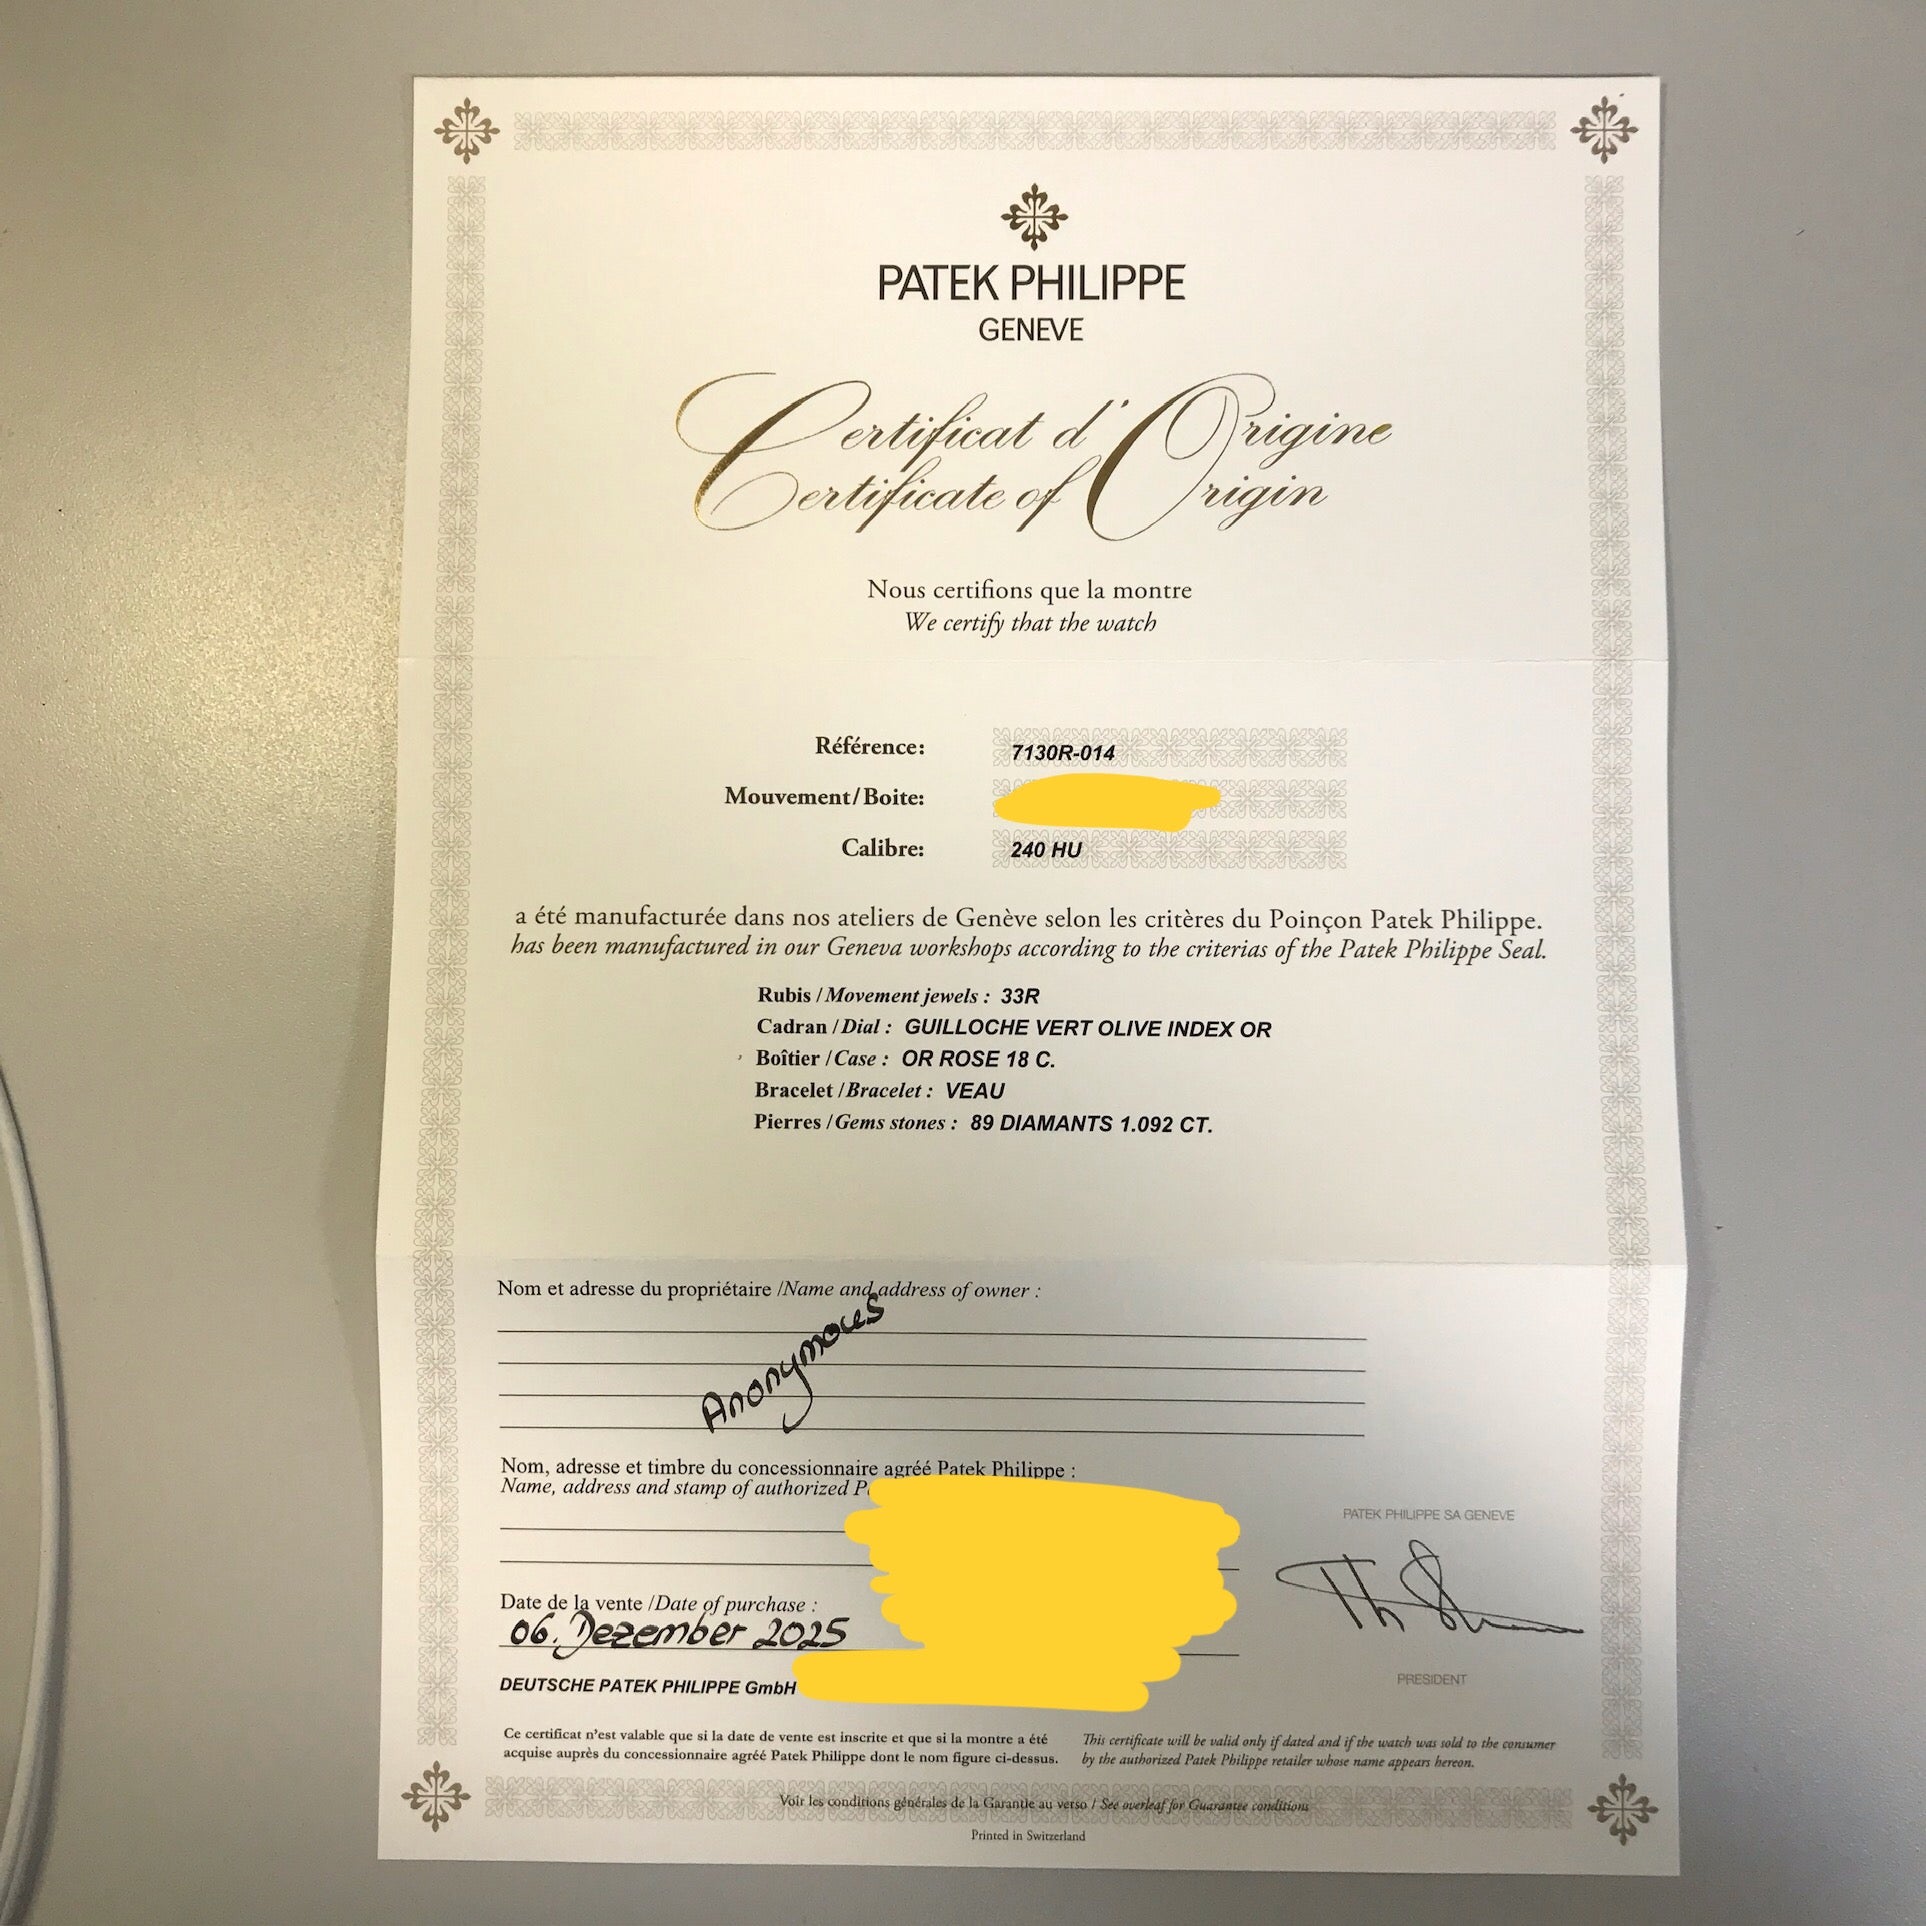 PATEK PHILIPPE
GENEVE
Certificat d'Origine
Certificate of Origin
Nous certifions que la montre
We certify that the watch
Référence: 7130R-014
Mouvement/Boite:
Calibre: 240 HU
a été manufacturée dans nos ateliers de Genève selon les critères du Poinçon Patek Philippe.
has been manufactured in our Geneva workshops according to the criterias of the Patek Philippe Seal.
Rubis / Movement jewels : 33R
Cadran / Dial : GUILLOCHE VERT OLIVE INDEX OR
Boîtier / Case : OR ROSE 18 C.
Bracelet / Bracelet : VEAU
Pierres / Gems stones : 89 DIAMANTS 1.092 CT.
Nom et adresse du propriétaire / Name and address of owner :
Anonymous
Nom, adresse et timbre du concessionnaire agréé Patek Philippe :
Name, address and stamp of authorized
PATEK PHILIPPE SA GENEVE
Date de la vente / Date of purchase :
06. Dezember 2025
PRESIDENT
DEUTSCHE PATEK PHILIPPE GmbH
Ce certificat n'est valable que si la date de vente est inscrite et que si la montre a été
acquise auprès du concessionnaire agréé Patek Philippe dont le nom figure ci-dessus.
This certificate will be valid only if dated and if the watch was sold to the consumer
by the authorized Patek Philippe retailer whose name appears hereon.
Voir les conditions générales de la Garantie au verso / See overleaf for Guarantee conditions
Printed in Switzerland